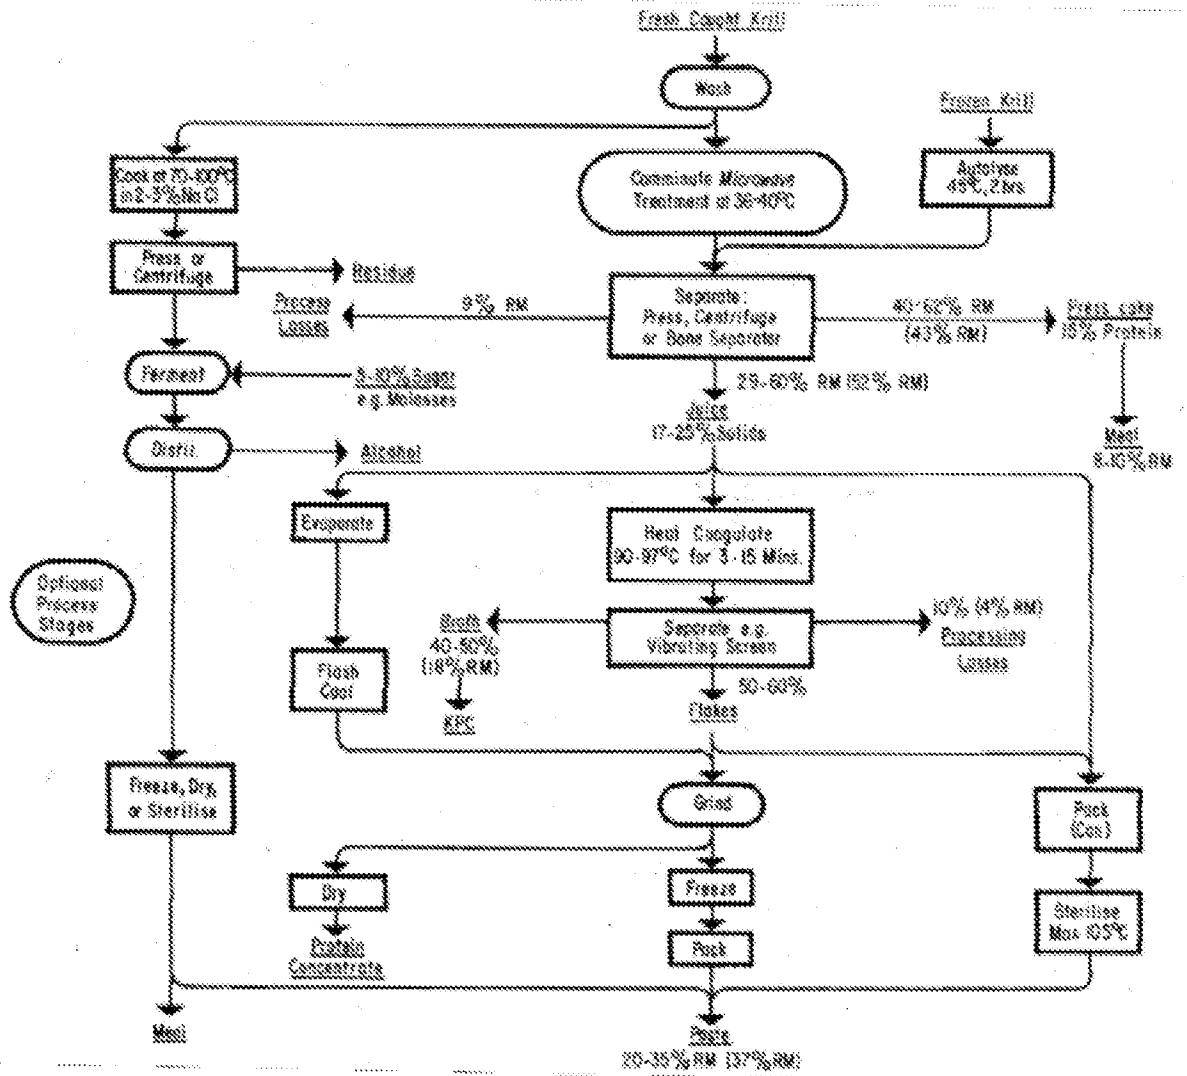 Fresh Caught Krill
Wash
Frozen Krill
Cook at 70-100°C
in 2-3% NaCl
Comminute Microwave
Treatment at 36-40°C
Autolyse
45°C, 2 hrs.
Press or
Centrifuge
Residue
Process
Losses
9% RM
Separate:
Press, Centrifuge
or Bone Separator
40-62% RM
(43% RM)
Press cake
15% Protein
Ferment
5-10% Sugar
e.g. Molasses
29-60% RM (52% RM)
Juice
17-25% Solids
Meal
8-10% RM
Distil
Alcohol
Evaporate
Heat Coagulate
90-97°C for 3-15 Mins.
Optional
Process
Stages
Broth
40-50%
(18% RM)
KPC
Separate e.g.
Vibrating Screen
10% (4% RM)
Processing
Losses
Flash
Cool
50-60%
Flakes
Freeze, Dry,
or Sterilise
Grind
Pack
(Can)
Dry
Freeze
Sterilise
Max 105°C
Protein
Concentrate
Pack
Meal
Paste
20-35% RM (37% RM)